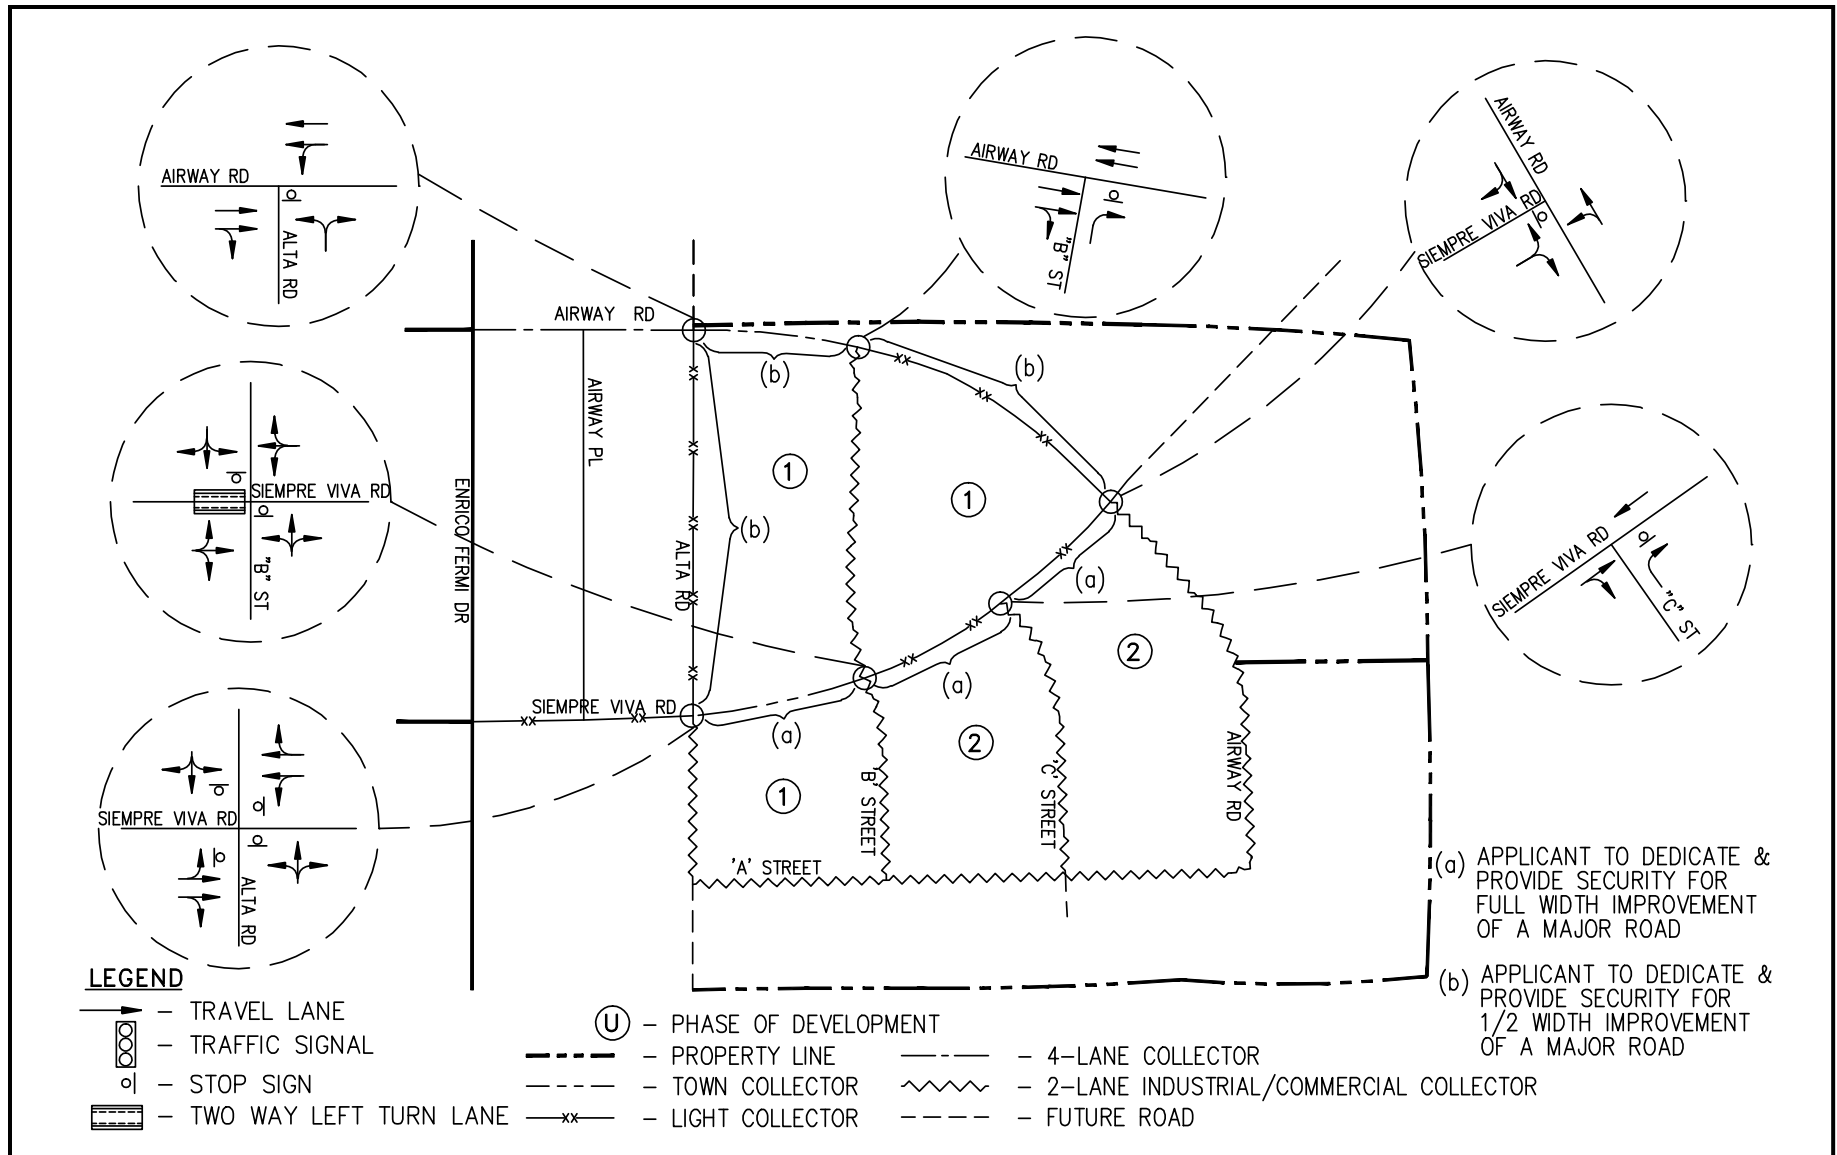 AIRWAY RD
ALTA RD
AIRWAY RD
"B" ST
AIRWAY RD
SIEMPRE VIVA RD
AIRWAY RD
(b)
(b)
AIRWAY PL
SIEMPRE VIVA RD
"B" ST
ENRICO FERMI DR
1
1
(b)
ALTA RD
(a)
SIEMPRE VIVA RD
"C" ST
2
(a)
SIEMPRE VIVA RD
(a)
2
1
'B' STREET
'C' STREET
AIRWAY RD
SIEMPRE VIVA RD
ALTA RD
'A' STREET
(a) APPLICANT TO DEDICATE &
PROVIDE SECURITY FOR
FULL WIDTH IMPROVEMENT
OF A MAJOR ROAD
(b) APPLICANT TO DEDICATE &
PROVIDE SECURITY FOR
1/2 WIDTH IMPROVEMENT
OF A MAJOR ROAD
LEGEND
– TRAVEL LANE
– TRAFFIC SIGNAL
– STOP SIGN
– TWO WAY LEFT TURN LANE
U – PHASE OF DEVELOPMENT
– PROPERTY LINE
– TOWN COLLECTOR
– LIGHT COLLECTOR
– 4–LANE COLLECTOR
– 2–LANE INDUSTRIAL/COMMERCIAL COLLECTOR
– FUTURE ROAD